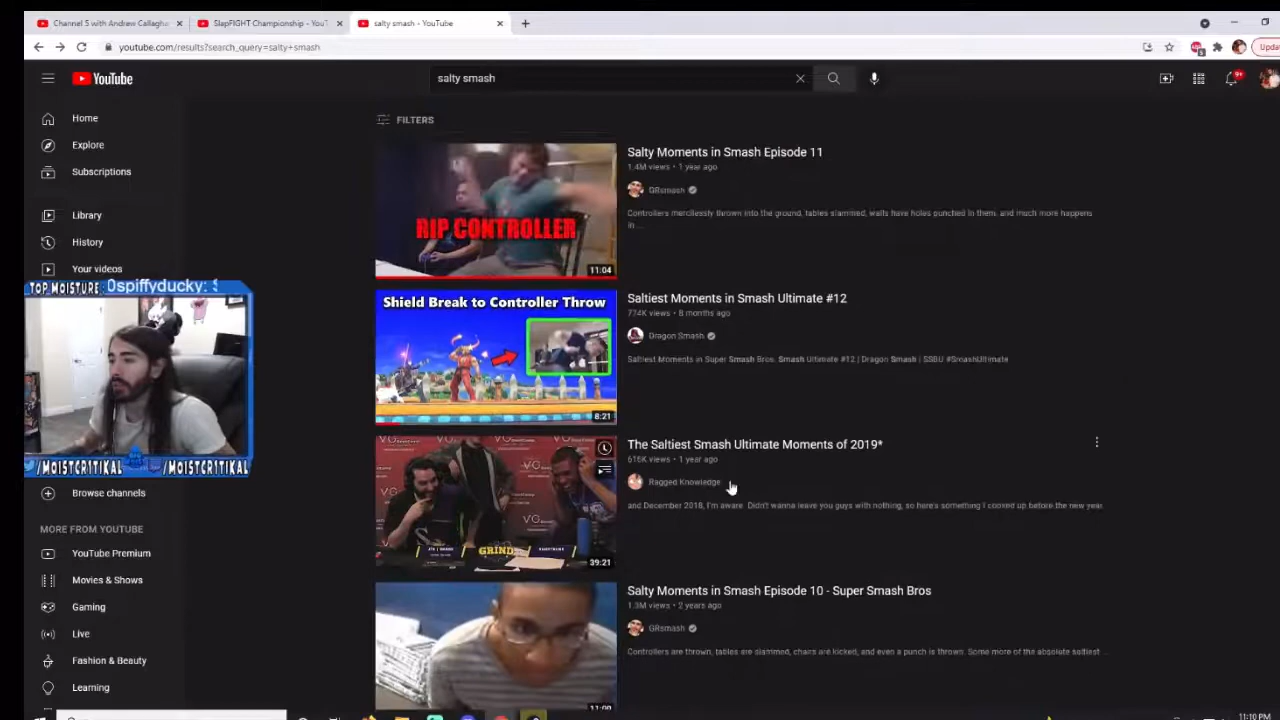 Channel 5 with Andrew Callagha
SlapFIGHT Championship - YouT
salty smash - YouTube
youtube.com/results?search_query=salty+smash
Upda
YouTube
salty smash
9+
Home
Explore
Subscriptions
Library
History
Your videos
TOP MOISTURE:
0spiffyducky: $
/MOISTCRITIKAL
/MOISTCRITIKAL
Browse channels
MORE FROM YOUTUBE
YouTube Premium
Movies & Shows
Gaming
Live
Fashion & Beauty
Learning
FILTERS
RIP CONTROLLER
11:04
Salty Moments in Smash Episode 11
1.4M views • 1 year ago
GRsmash
Controllers mercilessly thrown into the ground, tables slammed, walls have holes punched in them, and much more happens
in ...
Shield Break to Controller Throw
8:21
Saltiest Moments in Smash Ultimate #12
774K views • 8 months ago
Dragon Smash
Saltiest Moments in Super Smash Bros. Smash Ultimate #12 | Dragon Smash | SSBU #SmashUltimate
VG
GRIND
39:21
The Saltiest Smash Ultimate Moments of 2019*
616K views • 1 year ago
Ragged Knowledge
and December 2018, I'm aware. Didn't wanna leave you guys with nothing, so here's something I cooked up before the new year.
11:09
Salty Moments in Smash Episode 10 - Super Smash Bros
1.3M views • 2 years ago
GRsmash
Controllers are thrown, tables are slammed, chairs are kicked, and even a punch is thrown. Some more of the absolute saltiest ...
11:10 PM